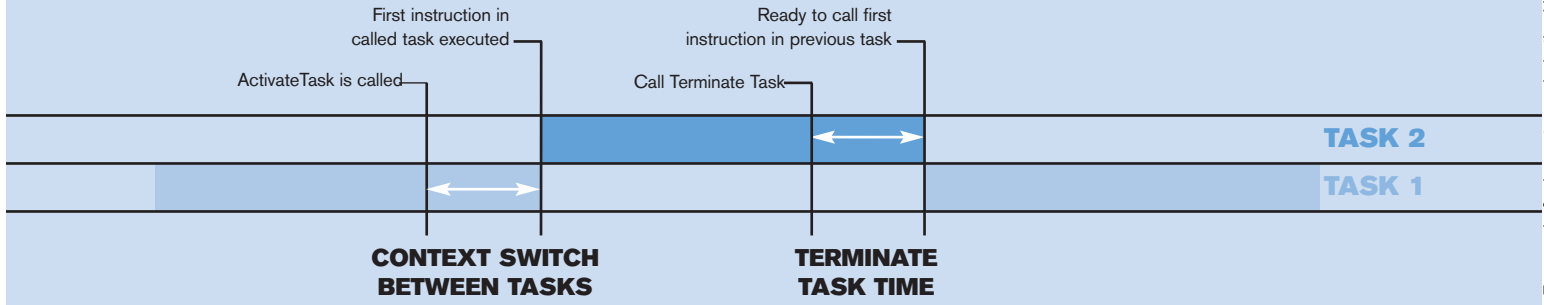 First instruction in
called task executed
Ready to call first
instruction in previous task
ActivateTask is called
Call Terminate Task
TASK 2
TASK 1
CONTEXT SWITCH
BETWEEN TASKS
TERMINATE
TASK TIME